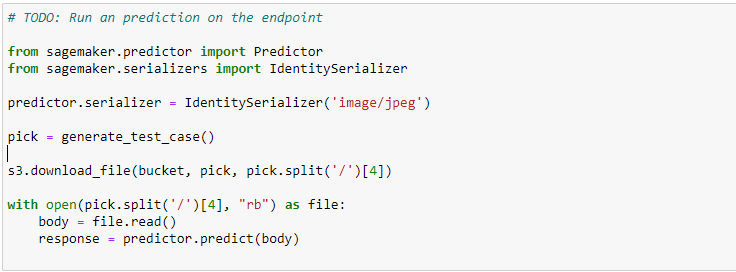 # TODO: Run an prediction on the endpoint
from sagemaker.predictor import Predictor
from sagemaker.serializers import IdentitySerializer
predictor.serializer = IdentitySerializer('image/jpeg')
pick = generate_test_case()
s3.download_file(bucket, pick, pick.split('/')[4])
with open(pick.split('/')[4], "rb") as file:
    body = file.read()
    response = predictor.predict(body)